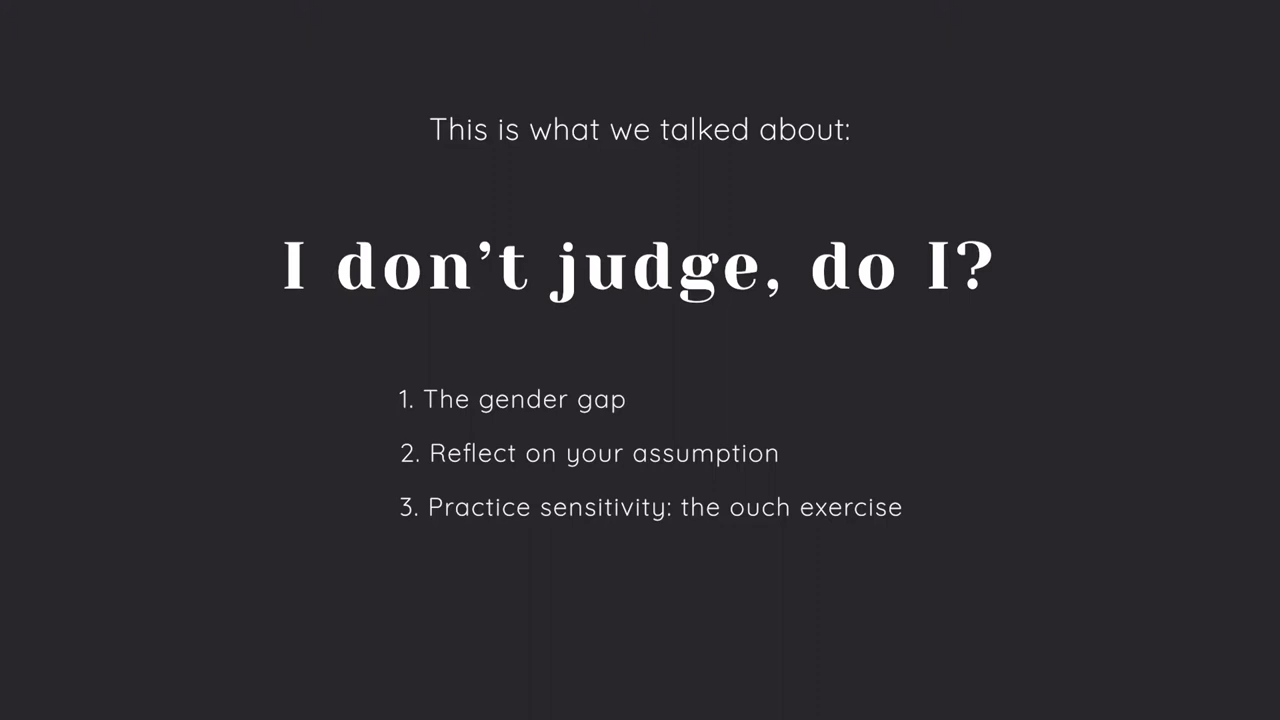 This is what we talked about:
I don’t judge, do I?
1. The gender gap
2. Reflect on your assumption
3. Practice sensitivity: the ouch exercise